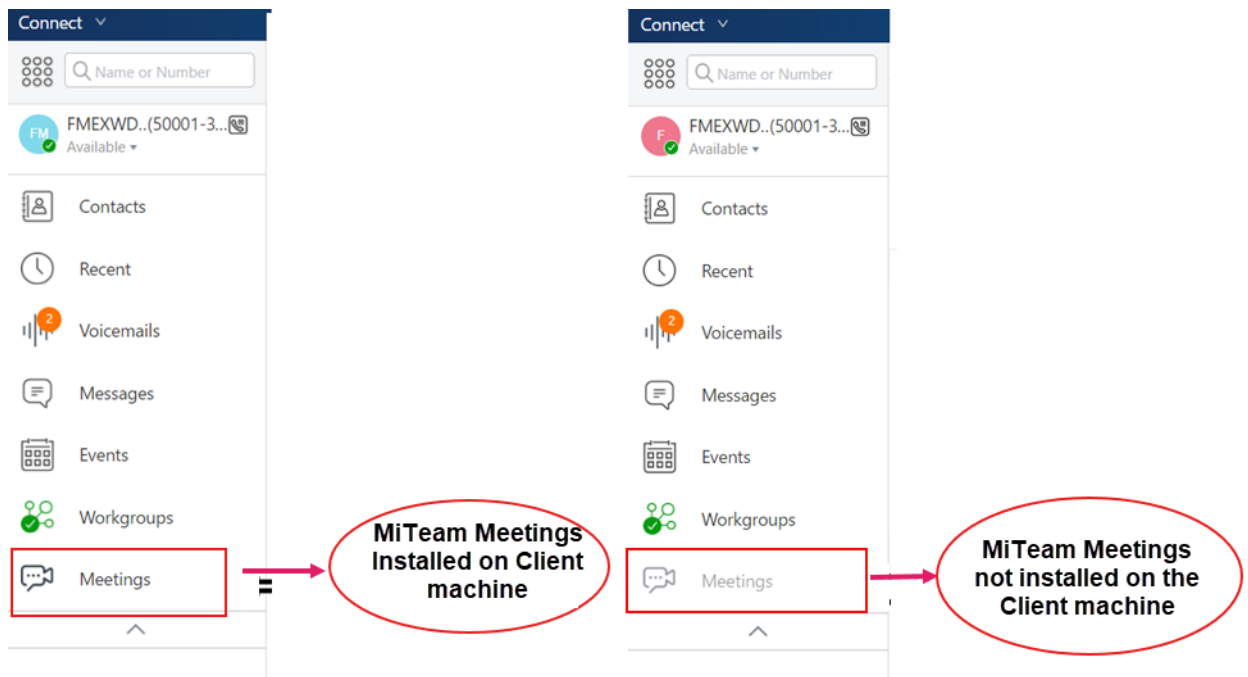 Connect
Name or Number
FM
FMEXWD..(50001-3...
Available
Contacts
Recent
2
Voicemails
Messages
Events
Workgroups
Meetings
MiTeam Meetings
Installed on Client
machine
Connect
Name or Number
F
FMEXWD..(50001-3...
Available
Contacts
Recent
2
Voicemails
Messages
Events
Workgroups
Meetings
MiTeam Meetings
not installed on the
Client machine